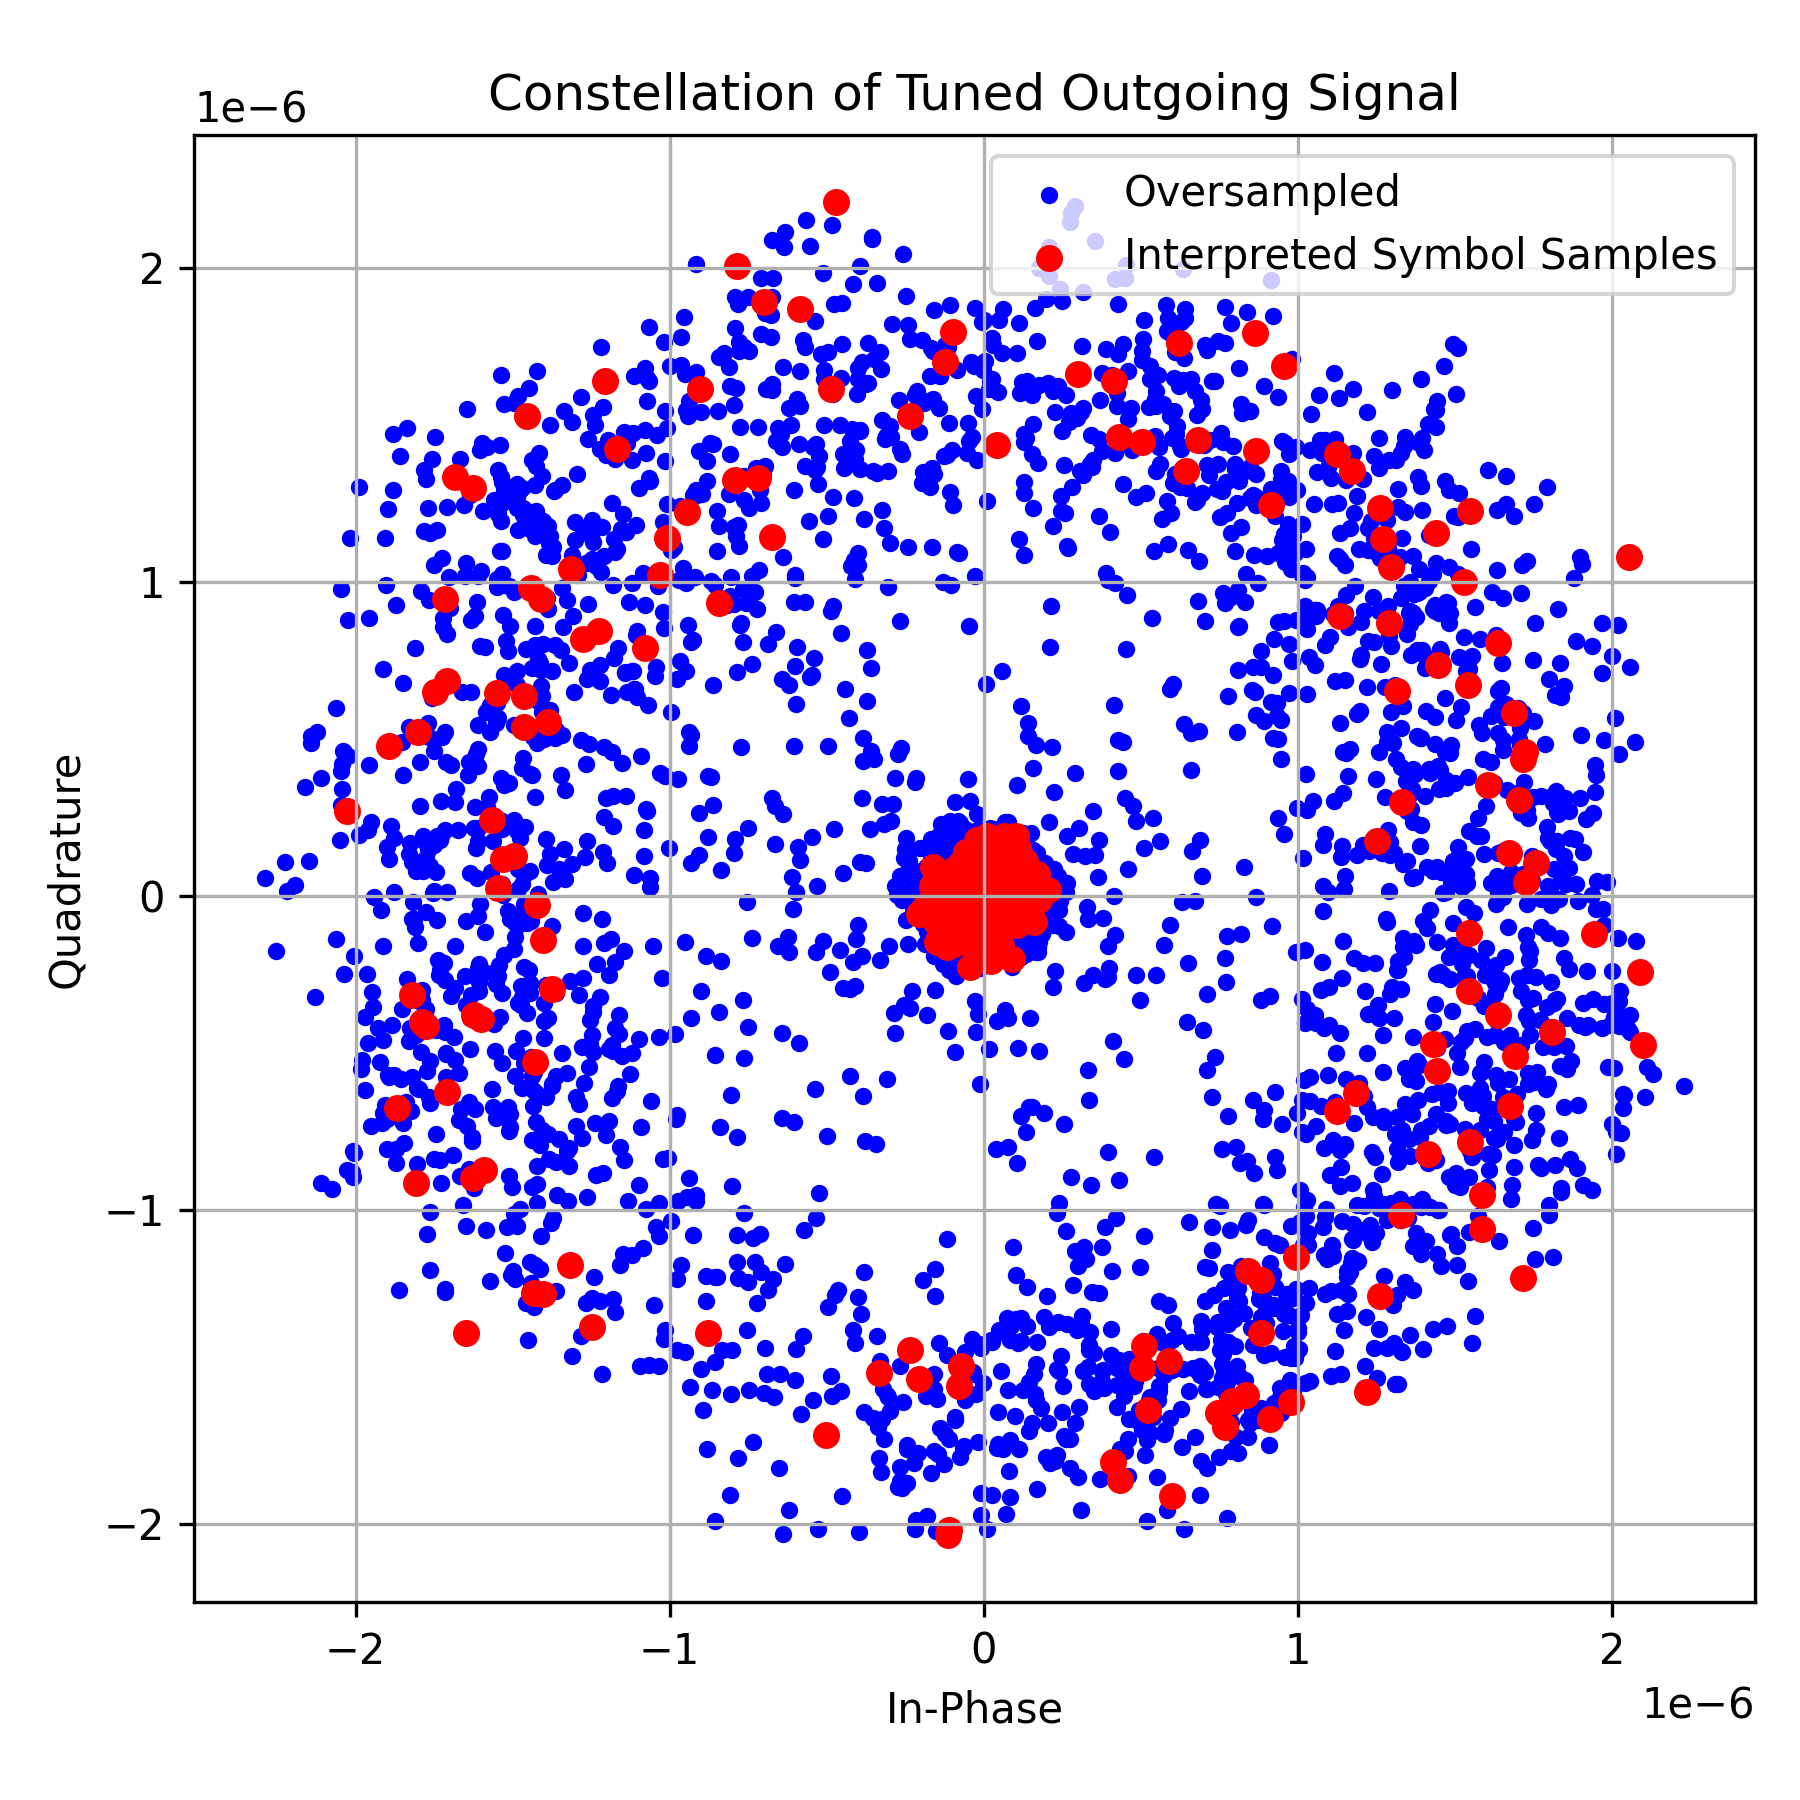 Constellation of Tuned Outgoing Signal
1e−6
Oversampled
Interpreted Symbol Samples
2
1
0
−1
−2
Quadrature
−2 −1 0 1 2
In-Phase
1e−6